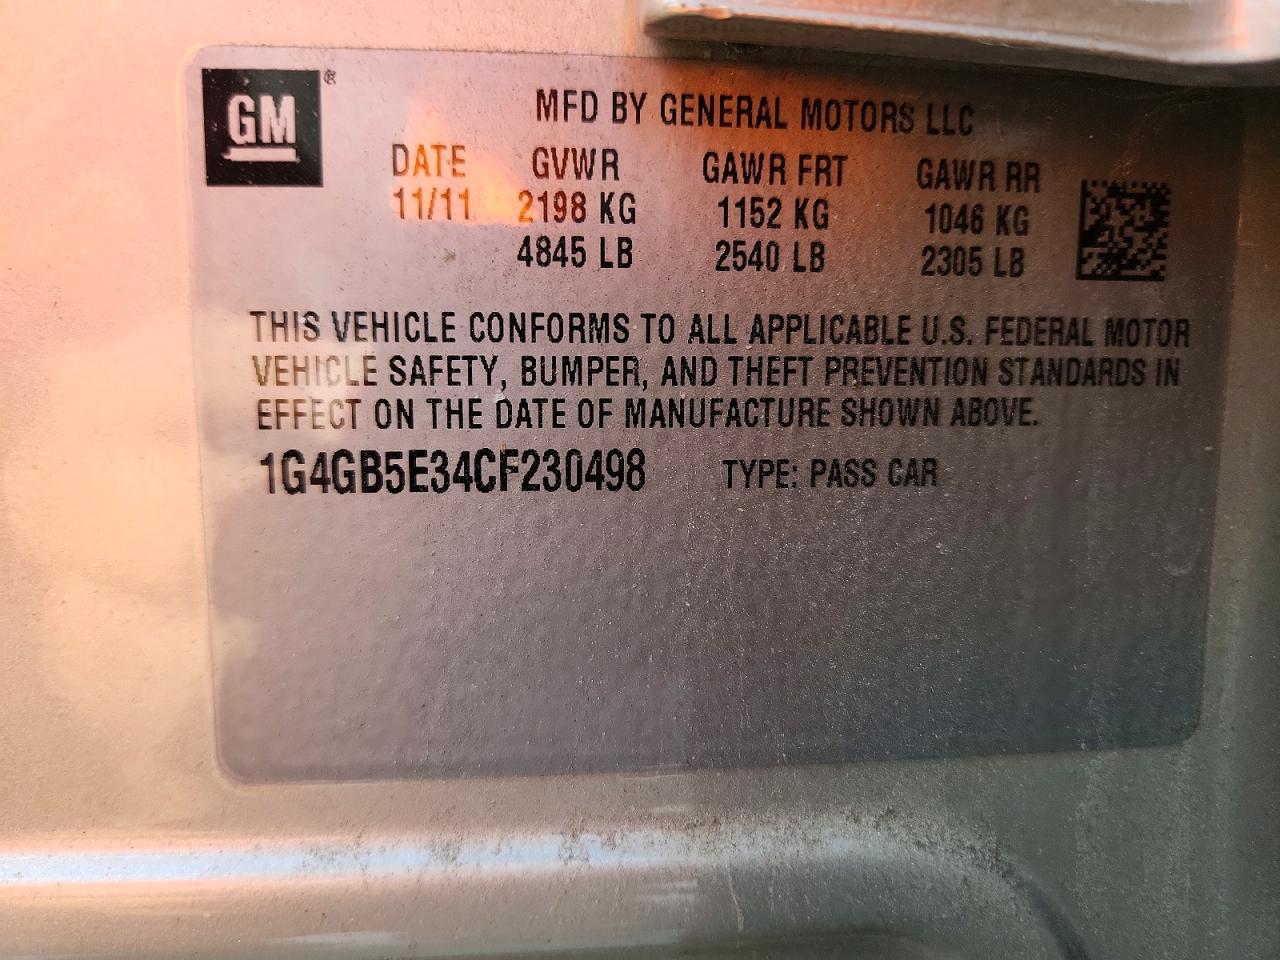 GM ®
MFD BY GENERAL MOTORS LLC
DATE GVWR GAWR FRT GAWR RR
11/11 2198 KG 1152 KG 1046 KG
4845 LB 2540 LB 2305 LB
THIS VEHICLE CONFORMS TO ALL APPLICABLE U.S. FEDERAL MOTOR
VEHICLE SAFETY, BUMPER, AND THEFT PREVENTION STANDARDS IN
EFFECT ON THE DATE OF MANUFACTURE SHOWN ABOVE.
1G4GB5E34CF230498 TYPE: PASS CAR